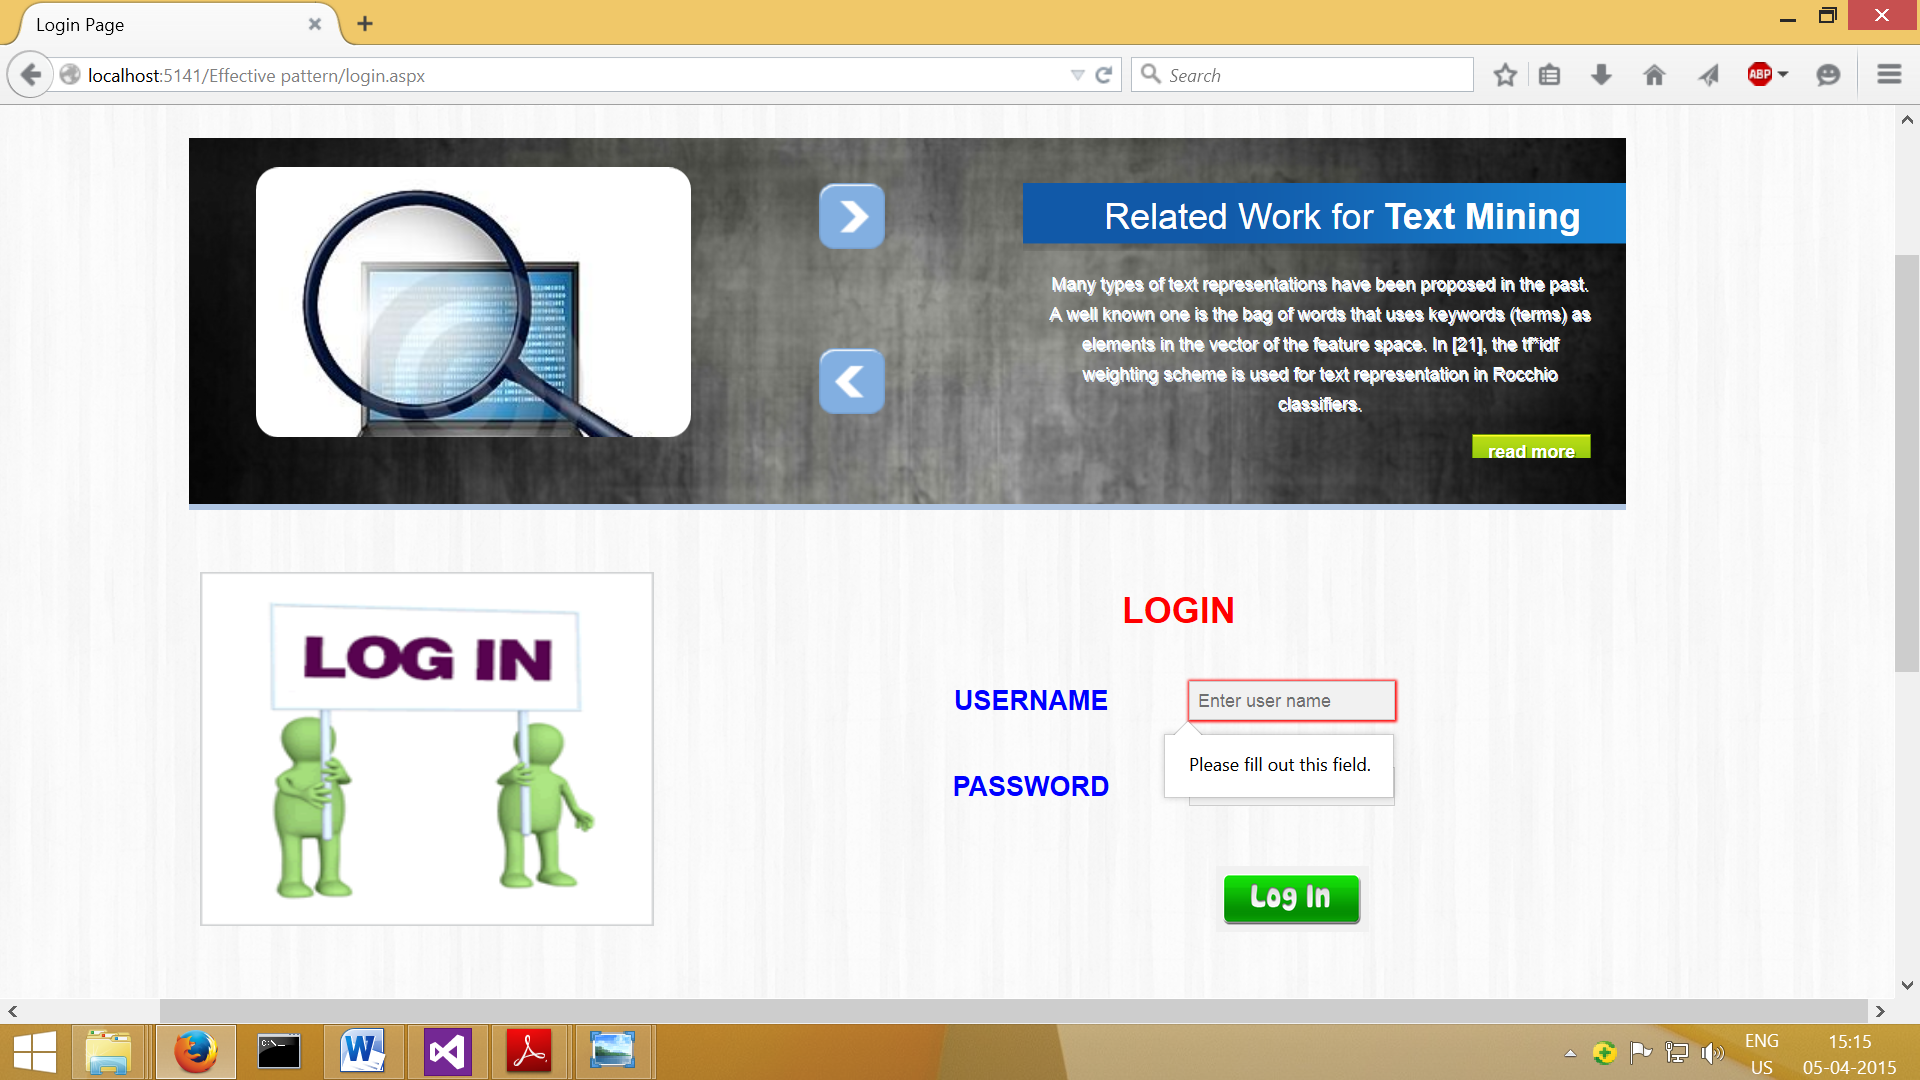 Login Page
localhost:5141/Effective pattern/login.aspx
Search
ABP
Related Work for Text Mining
Many types of text representations have been proposed in the past.
A well known one is the bag of words that uses keywords (terms) as
elements in the vector of the feature space. In [21], the tf*idf
weighting scheme is used for text representation in Rocchio
classifiers.
read more
LOG IN
LOGIN
USERNAME
Enter user name
Please fill out this field.
PASSWORD
Log In
C:\_
ENG
15:15
US
05-04-2015